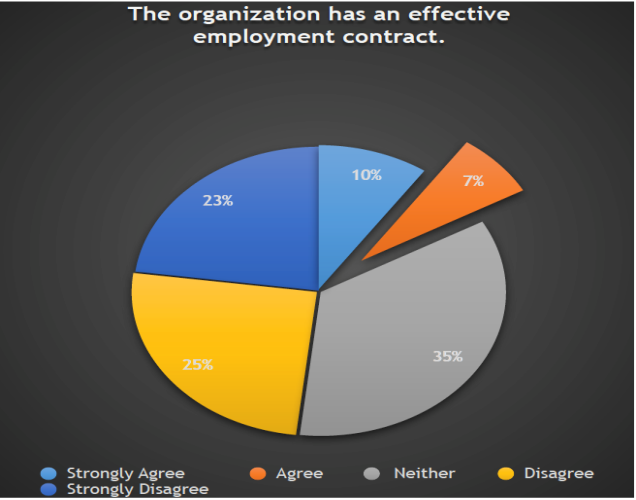 The organization has an effective
employment contract.
10%
7%
23%
35%
25%
Strongly Agree
Agree
Neither
Disagree
Strongly Disagree